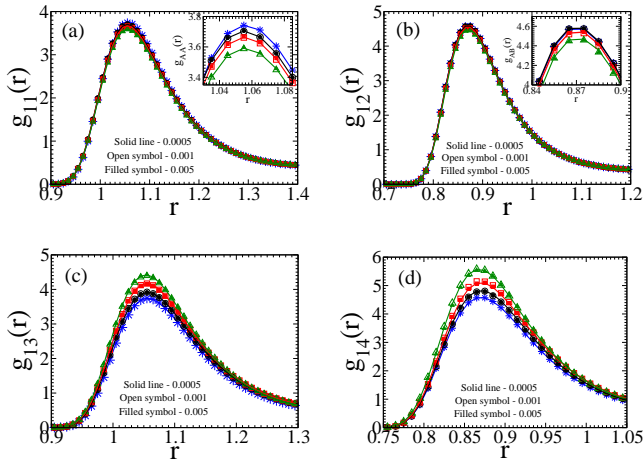 (a)
g11(r)
5
4
3
2
1
0
0.9 1 1.1 1.2 1.3 1.4
r
Solid line - 0.0005
Open symbol - 0.001
Filled symbol - 0.005
gAA(r)
3.8
3.6
3.4
1.04 1.06 1.08
r
(b)
g12(r)
5
4
3
2
1
0
0.7 0.8 0.9 1 1.1 1.2
r
Solid line - 0.0005
Open symbol - 0.001
Filled symbol - 0.005
gAB(r)
4.6
4.4
4.2
4.0
0.84 0.87 0.9
r
(c)
g13(r)
5
4
3
2
1
0
0.9 1 1.1 1.2 1.3
r
Solid line - 0.0005
Open symbol - 0.001
Filled symbol - 0.005
(d)
g14(r)
6
5
4
3
2
1
0
0.75 0.8 0.85 0.9 0.95 1 1.05
r
Solid line - 0.0005
Open symbol - 0.001
Filled symbol - 0.005